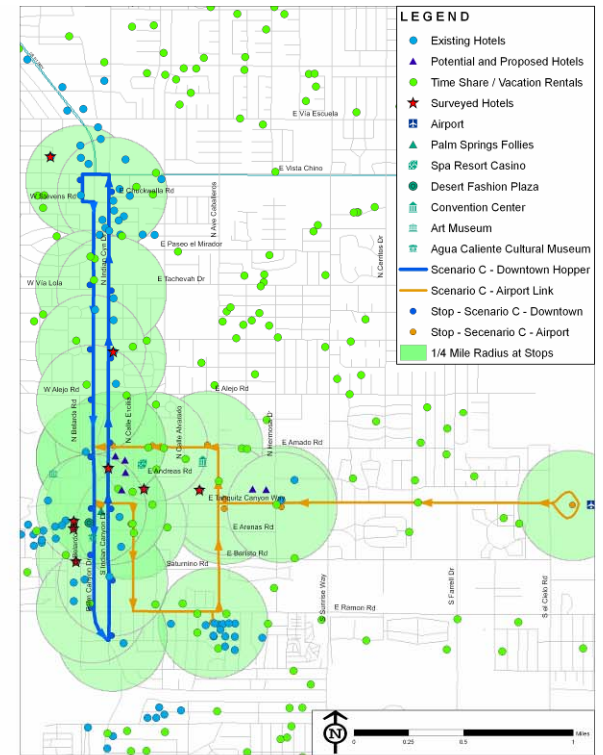 LEGEND
Existing Hotels
Potential and Proposed Hotels
Time Share / Vacation Rentals
Surveyed Hotels
Airport
Palm Springs Follies
Spa Resort Casino
Desert Fashion Plaza
Convention Center
Art Museum
Agua Caliente Cultural Museum
Scenario C - Downtown Hopper
Scenario C - Airport Link
Stop - Scenario C - Downtown
Stop - Secenario C - Airport
1/4 Mile Radius at Stops
E Via Escuela
E Vista Chino
W Stevens Rd
E Chuckwalla Rd
N Ave Caballeros
N Indian Cyn Dr
E Paseo el Mirador
N Cerritos Dr
W Via Lola
E Tachevah Dr
W Alejo Rd
E Alejo Rd
N Belardo Rd
N Calle Encilia
N Calle Alvarado
N Hermosa Dr
E Amado Rd
E Andreas Rd
E Tahquitz Canyon Way
S Indian Canyon Dr
E Arenas Rd
E Baristo Rd
Saturnino Rd
S Sunrise Way
E Ramon Rd
S Farrell Dr
S el Cielo Rd
N
0
0.25
0.5
1
Miles